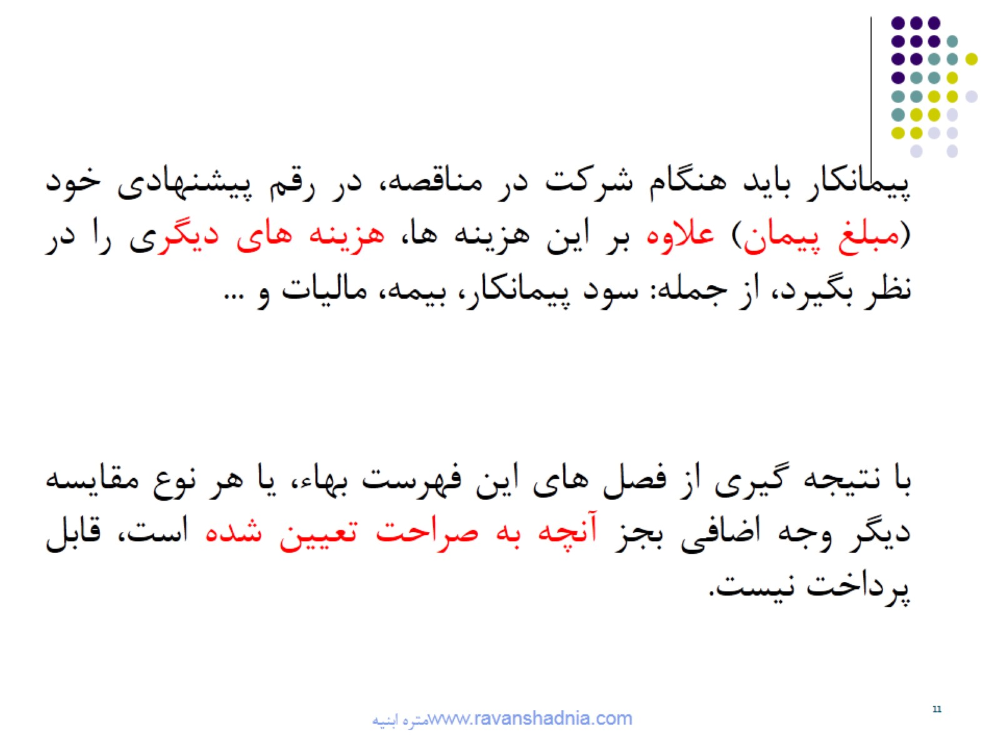 پیمانکار باید هنگام شرکت در مناقصه، در رقم پیشنهادی خود
(مبلغ پیمان) علاوه بر این هزینه ها، هزینه های دیگری را در
نظر بگیرد، از جمله: سود پیمانکار، بیمه، مالیات و ...
با نتیجه گیری از فصل های این فهرست بهاء، یا هر نوع مقایسه
دیگر وجه اضافی بجز آنچه به صراحت تعیین شده است، قابل
پرداخت نیست.
متره ابنیهwww.ravanshadnia.com
11